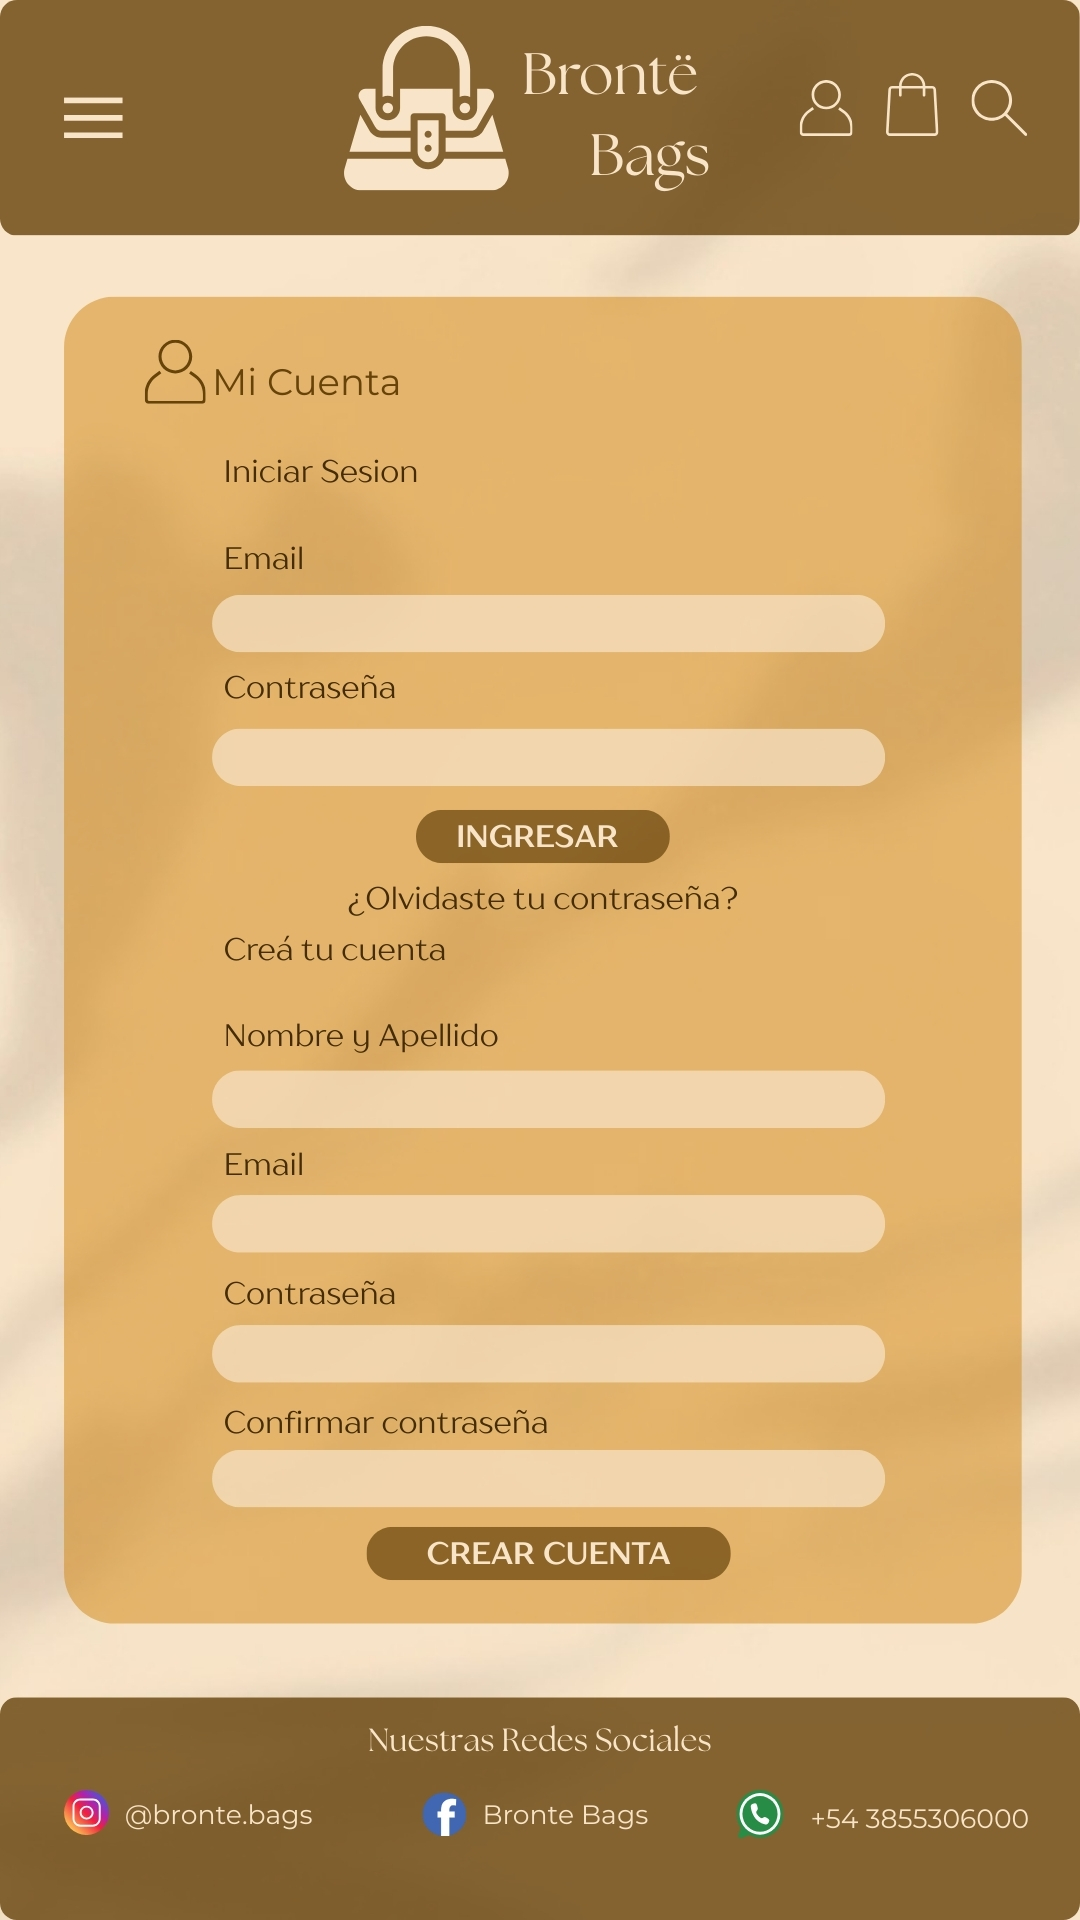 Brontë
Bags
Mi Cuenta
Iniciar Sesion
Email
Contraseña
INGRESAR
¿Olvidaste tu contraseña?
Creá tu cuenta
Nombre y Apellido
Email
Contraseña
Confirmar contraseña
CREAR CUENTA
Nuestras Redes Sociales
@bronte.bags
Bronte Bags
+54 3855306000